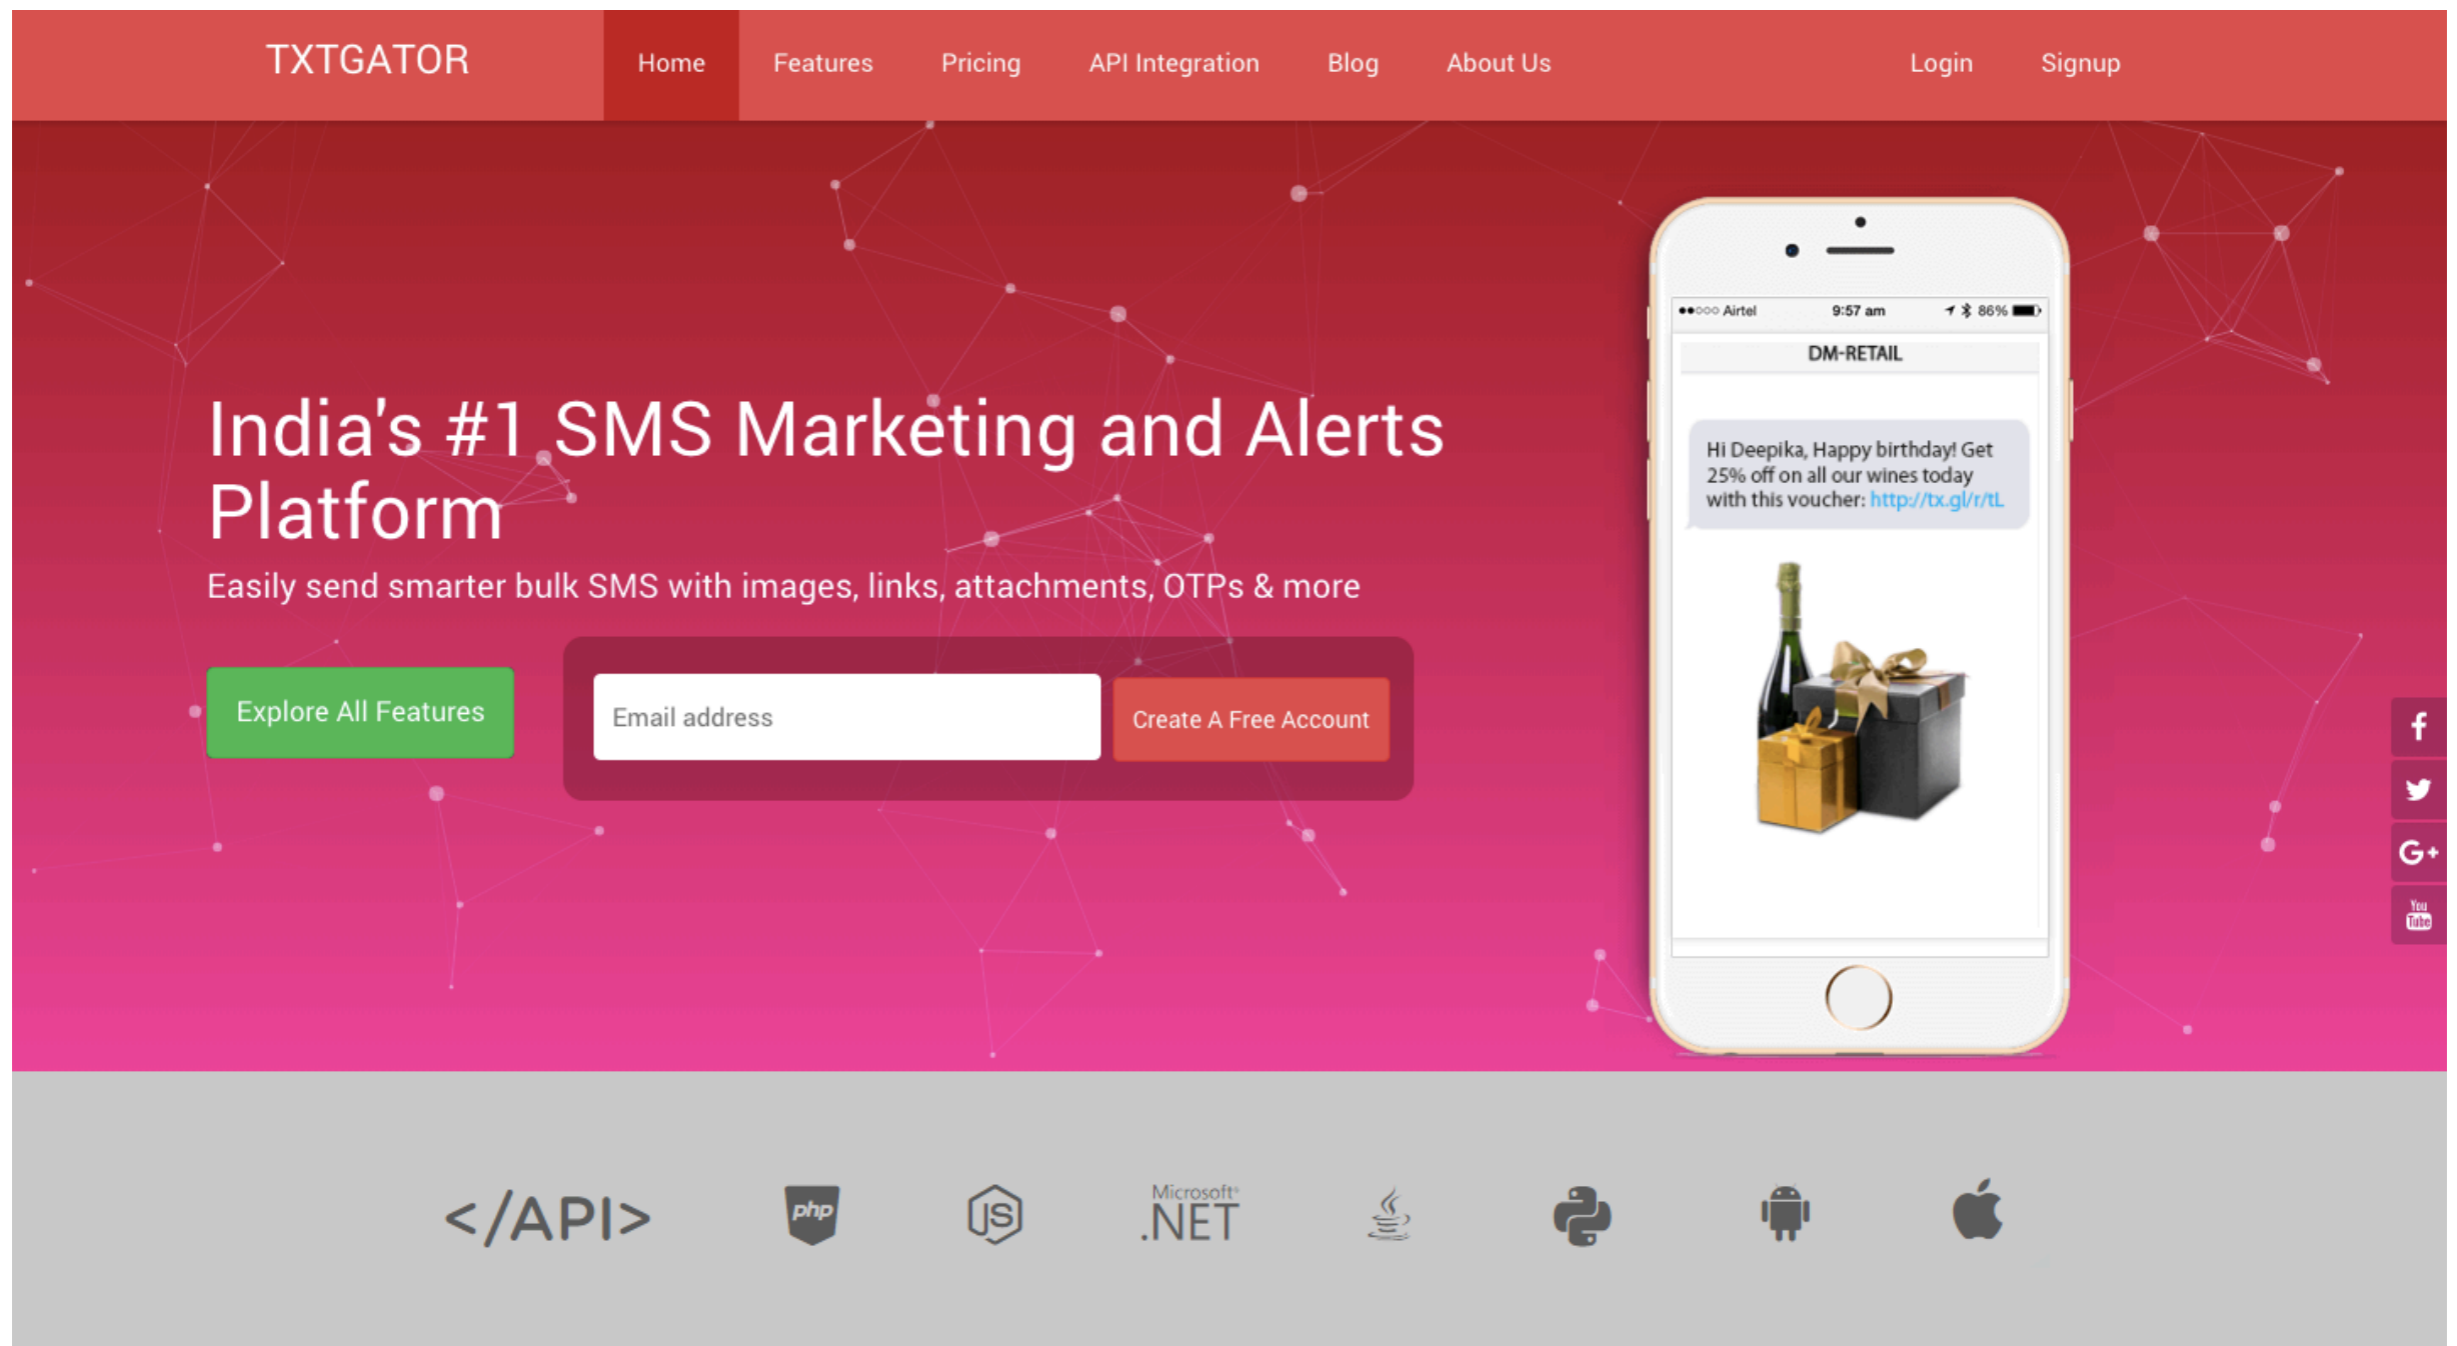 TXTGATOR
Home
Features
Pricing
API Integration
Blog
About Us
Login
Signup
India's #1 SMS Marketing and Alerts
Platform
Easily send smarter bulk SMS with images, links, attachments, OTPs & more
Explore All Features
Email address
Create A Free Account
Airtel
9:57 am
86%
DM-RETAIL
Hi Deepika, Happy birthday! Get
25% off on all our wines today
with this voucher: http://tx.gl/r/tL
f
G+
You
Tube
</API>
php
JS
Microsoft
.NET